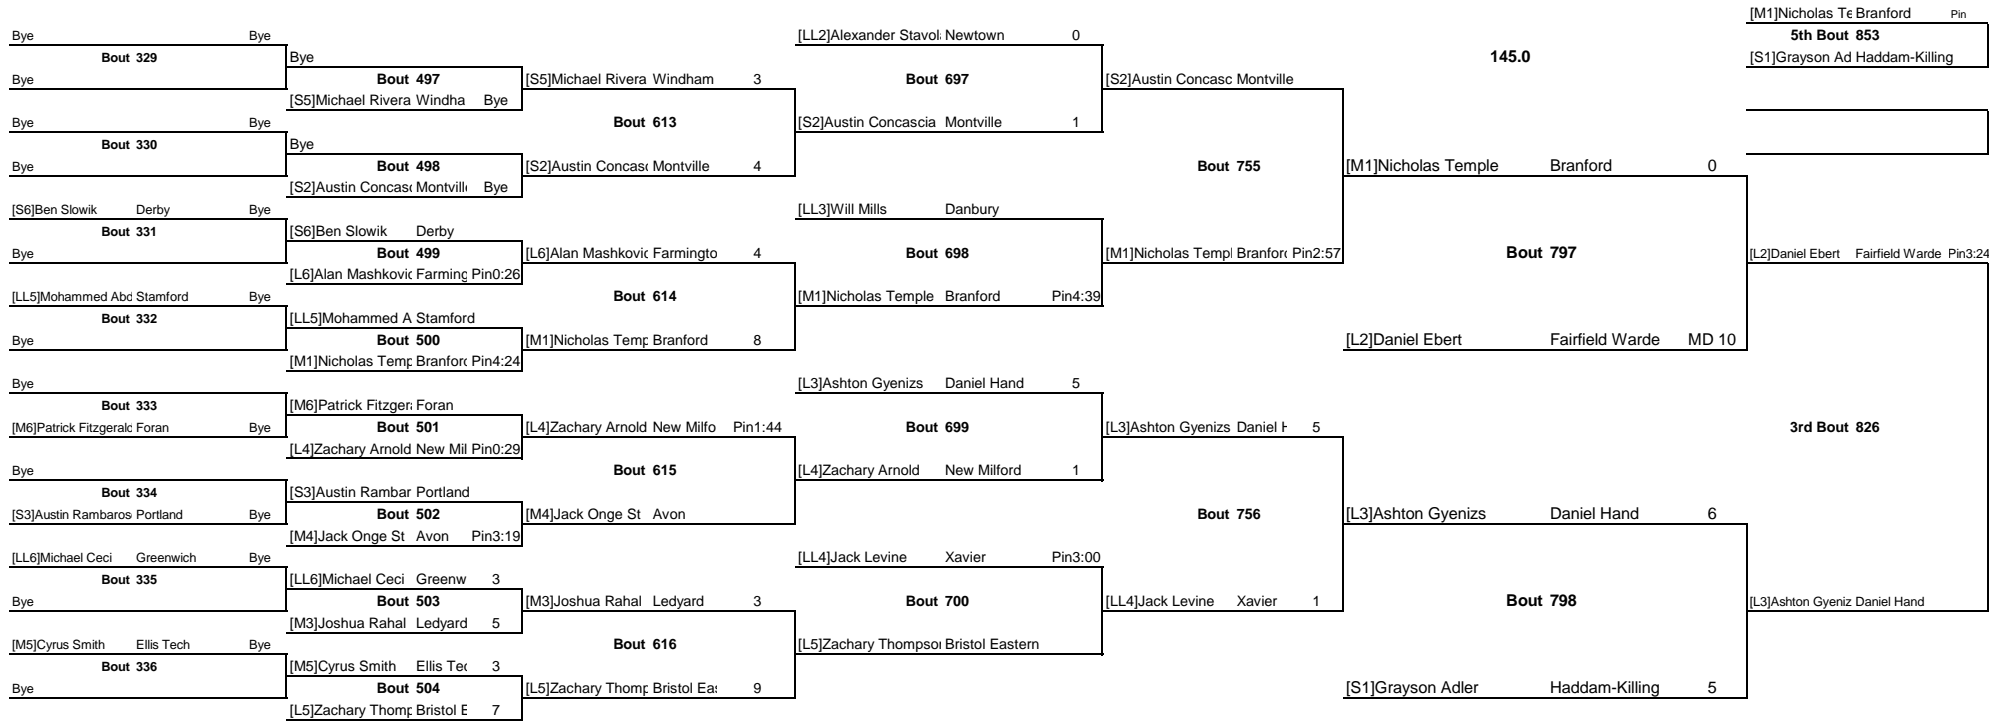 [M1]Nicholas Te Branford Pin
Bye Bye [LL2]Alexander Stavol Newtown 0 5th Bout 853
Bout 329 Bye 145.0 [S1]Grayson Ad Haddam-Killing
Bye Bout 497 [S5]Michael Rivera Windham 3 Bout 697 [S2]Austin Concasc Montville
[S5]Michael Rivera Windha Bye
Bye Bye Bout 613 [S2]Austin Concascia Montville 1
Bout 330 Bye
Bye Bout 498 [S2]Austin Concasc Montville 4 Bout 755 [M1]Nicholas Temple Branford 0
[S2]Austin Concasc Montville Bye
[S6]Ben Slowik Derby Bye [LL3]Will Mills Danbury
Bout 331 [S6]Ben Slowik Derby
Bye Bout 499 [L6]Alan Mashkovic Farmingto 4 Bout 698 [M1]Nicholas Templ Branforc Pin2:57 Bout 797 [L2]Daniel Ebert Fairfield Warde Pin3:24
[L6]Alan Mashkovic Farming Pin0:26
[LL5]Mohammed Abd Stamford Bye Bout 614 [M1]Nicholas Temple Branford Pin4:39
Bout 332 [LL5]Mohammed A Stamford
Bye Bout 500 [M1]Nicholas Temp Branford 8 [L2]Daniel Ebert Fairfield Warde MD 10
[M1]Nicholas Temp Branforc Pin4:24
Bye [L3]Ashton Gyenizs Daniel Hand 5
Bout 333 [M6]Patrick Fitzgera Foran
[M6]Patrick Fitzgerald Foran Bye Bout 501 [L4]Zachary Arnold New Milfo Pin1:44 Bout 699 [L3]Ashton Gyenizs Daniel H 5 3rd Bout 826
[L4]Zachary Arnold New Mil Pin0:29
Bye Bout 615 [L4]Zachary Arnold New Milford 1
Bout 334 [S3]Austin Rambar Portland
[S3]Austin Rambaros Portland Bye Bout 502 [M4]Jack Onge St Avon Bout 756 [L3]Ashton Gyenizs Daniel Hand 6
[M4]Jack Onge St Avon Pin3:19
[LL6]Michael Ceci Greenwich Bye [LL4]Jack Levine Xavier Pin3:00
Bout 335 [LL6]Michael Ceci Greenw 3
Bye Bout 503 [M3]Joshua Rahal Ledyard 3 Bout 700 [LL4]Jack Levine Xavier 1 Bout 798 [L3]Ashton Gyeniz Daniel Hand
[M3]Joshua Rahal Ledyard 5
[M5]Cyrus Smith Ellis Tech Bye Bout 616 [L5]Zachary Thompsor Bristol Eastern
Bout 336 [M5]Cyrus Smith Ellis Tec 3
Bye Bout 504 [L5]Zachary Thomp Bristol Eas 9 [S1]Grayson Adler Haddam-Killing 5
[L5]Zachary Thomp Bristol E 7